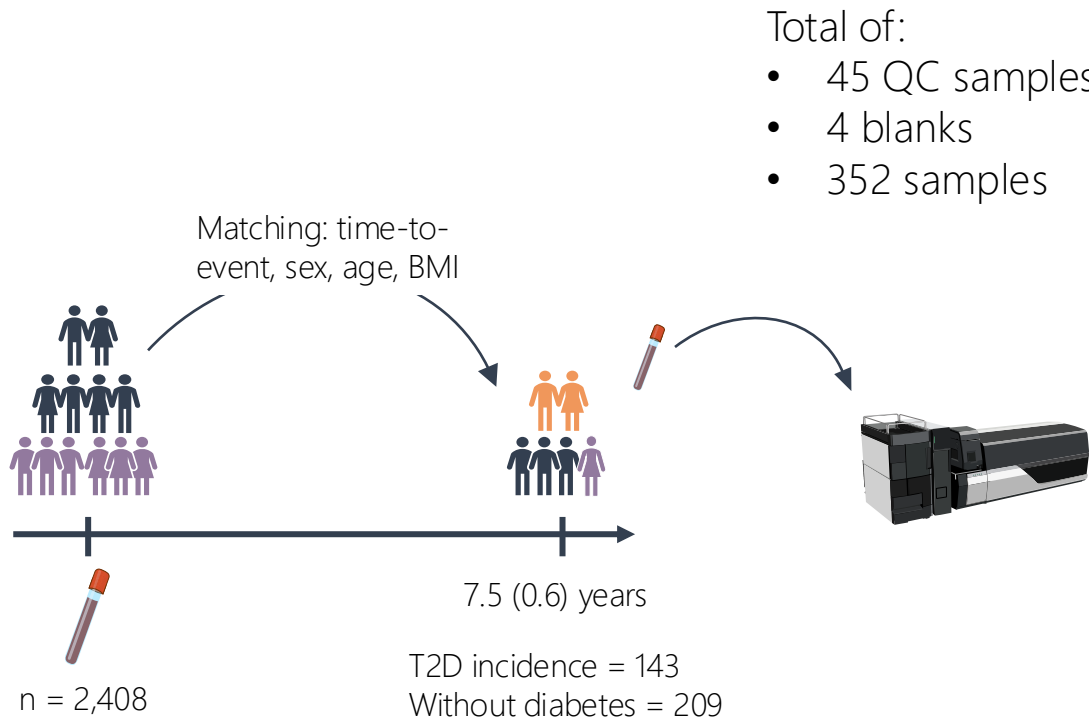 Total of:
• 45 QC samples
• 4 blanks
• 352 samples
Matching: time-to-
event, sex, age, BMI
7.5 (0.6) years
T2D incidence = 143
Without diabetes = 209
n = 2,408